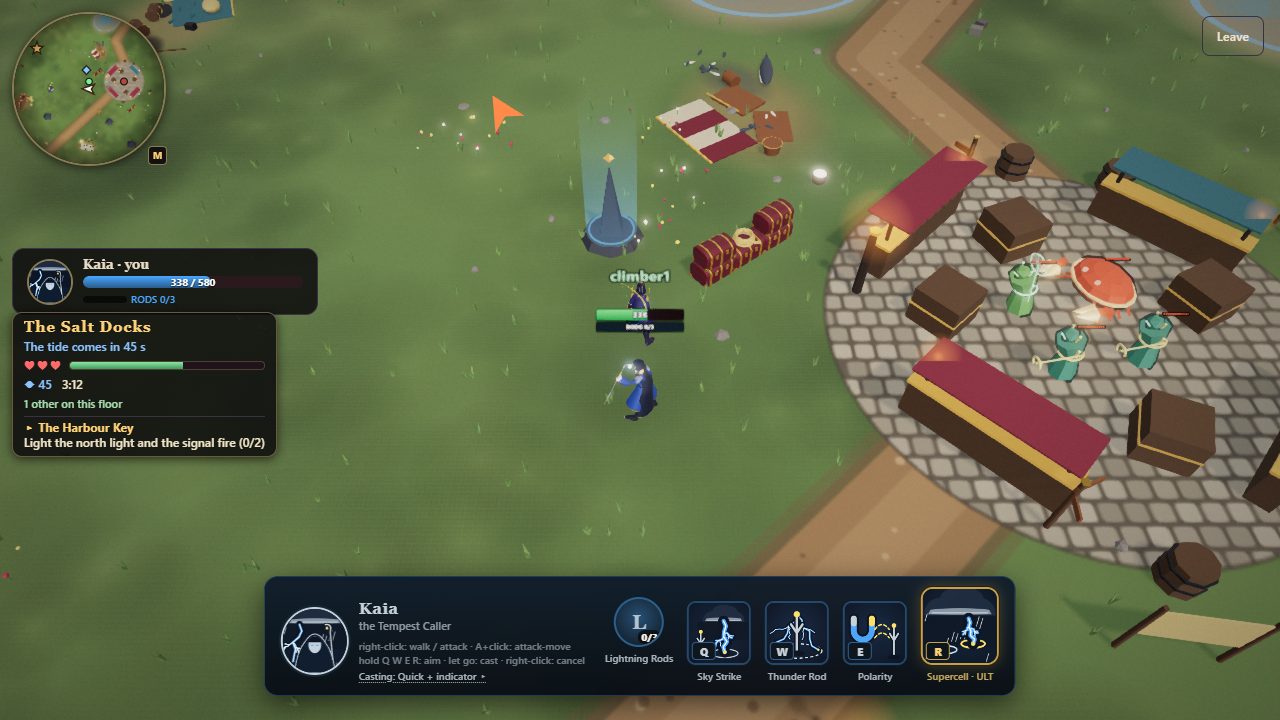 Leave
M
Kaia · you
338 / 580
RODS 0/3
The Salt Docks
The tide comes in 45 s
45 3:12
1 other on this floor
▸ The Harbour Key
Light the north light and the signal fire (0/2)
climber1
Kaia
the Tempest Caller
right-click: walk / attack · A+click: attack-move
hold Q W E R: aim · let go: cast · right-click: cancel
Casting: Quick + indicator ▸
L
Lightning Rods
Q
Sky Strike
W
Thunder Rod
E
Polarity
R
Supercell · ULT